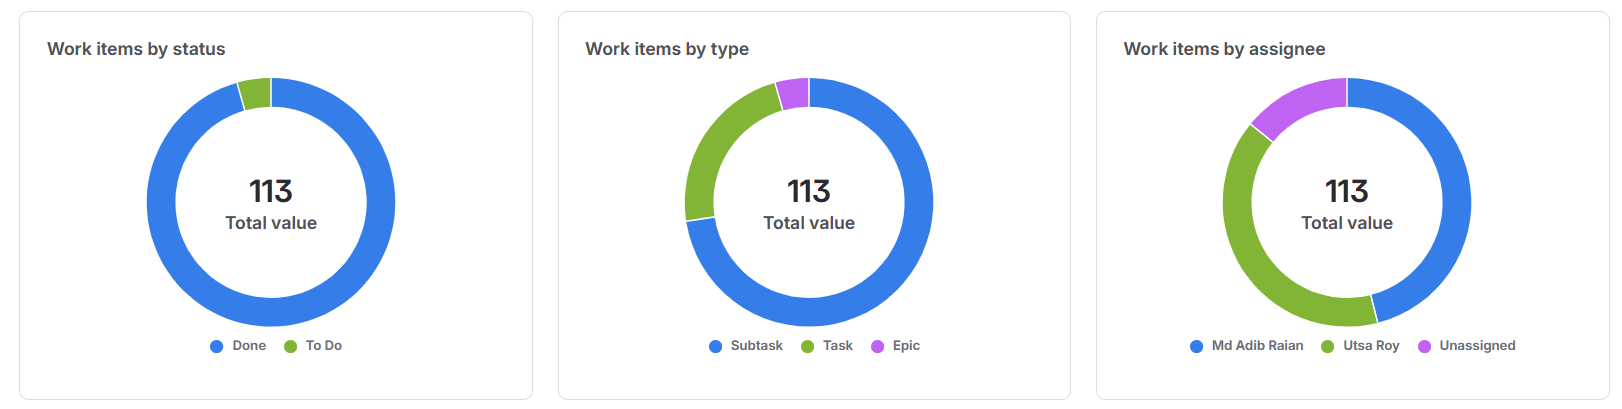 Work items by status
113
Total value
Done To Do
Work items by type
113
Total value
Subtask Task Epic
Work items by assignee
113
Total value
Md Adib Raian Utsa Roy Unassigned